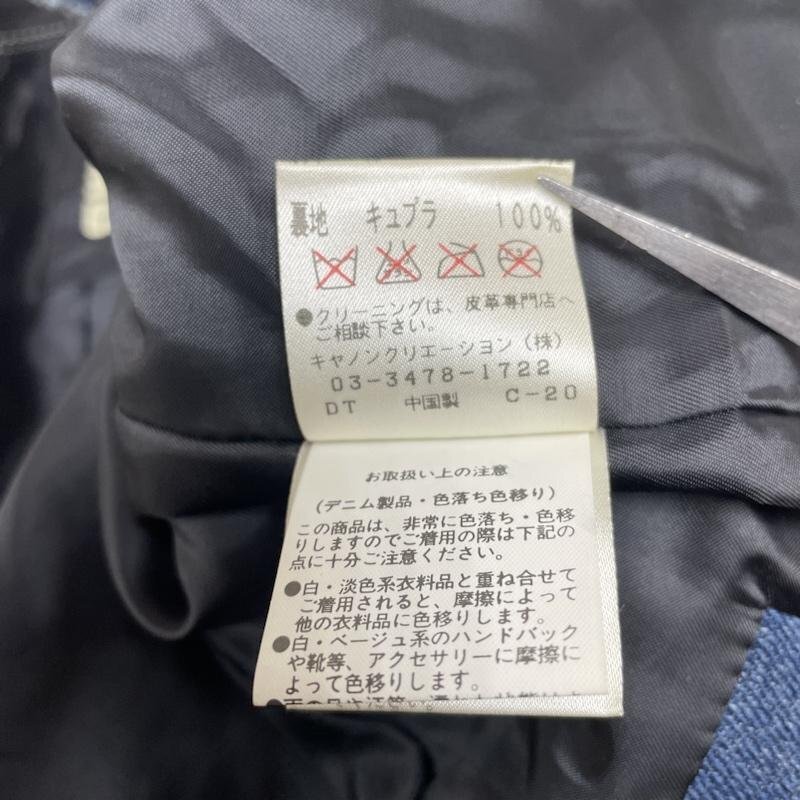 裏地 キュプラ 100%
●クリーニングは、皮革専門店へ
ご相談下さい。
キャノンクリエーション(株)
03-3478-1722
DT 中国製 C-20
お取扱い上の注意
(デニム製品・色落ち色移り)
この商品は、非常に色落ち・色移
りしますのでご着用の際は下記の
点に十分ご注意ください。
●白・淡色系衣料品と重ね合せて
ご着用されると、摩擦によって
他の衣料品に色移りします。
●白・ベージュ系のハンドバック
や靴等、アクセサリーに摩擦に
よって色移りします。